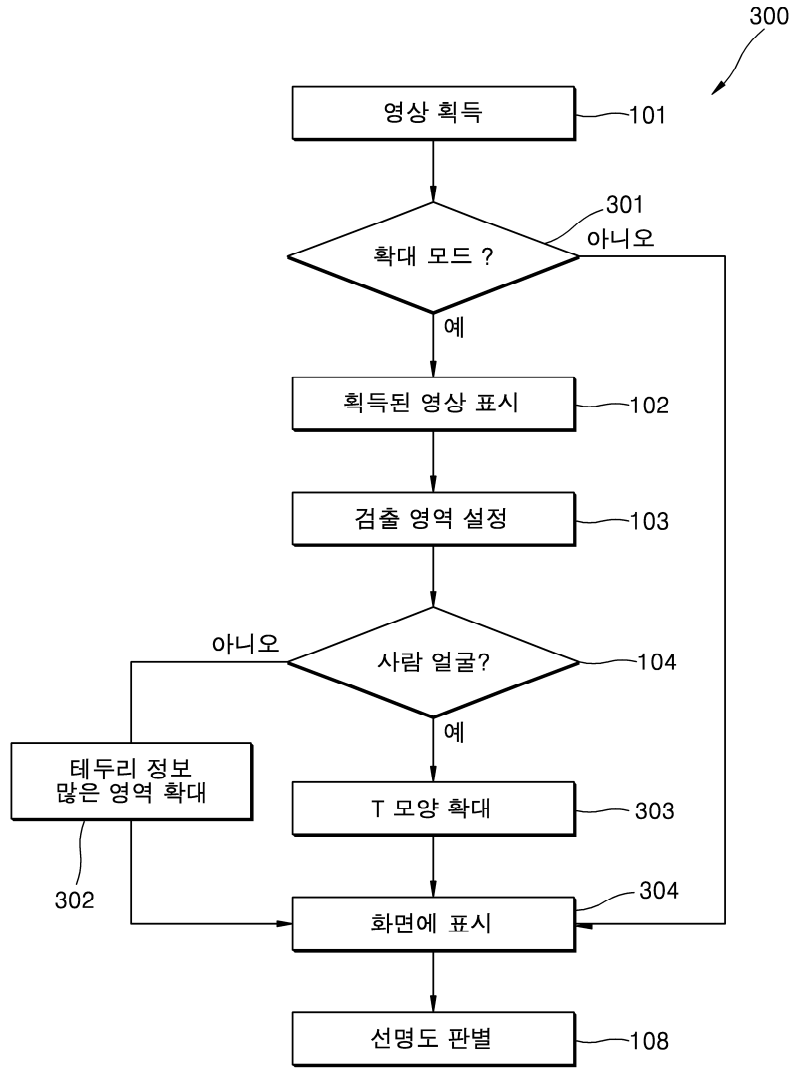 300
영상 획득
101
확대 모드 ?
301
아니오
예
획득된 영상 표시
102
검출 영역 설정
103
사람 얼굴?
104
아니오
예
테두리 정보
많은 영역 확대
302
T 모양 확대
303
화면에 표시
304
선명도 판별
108